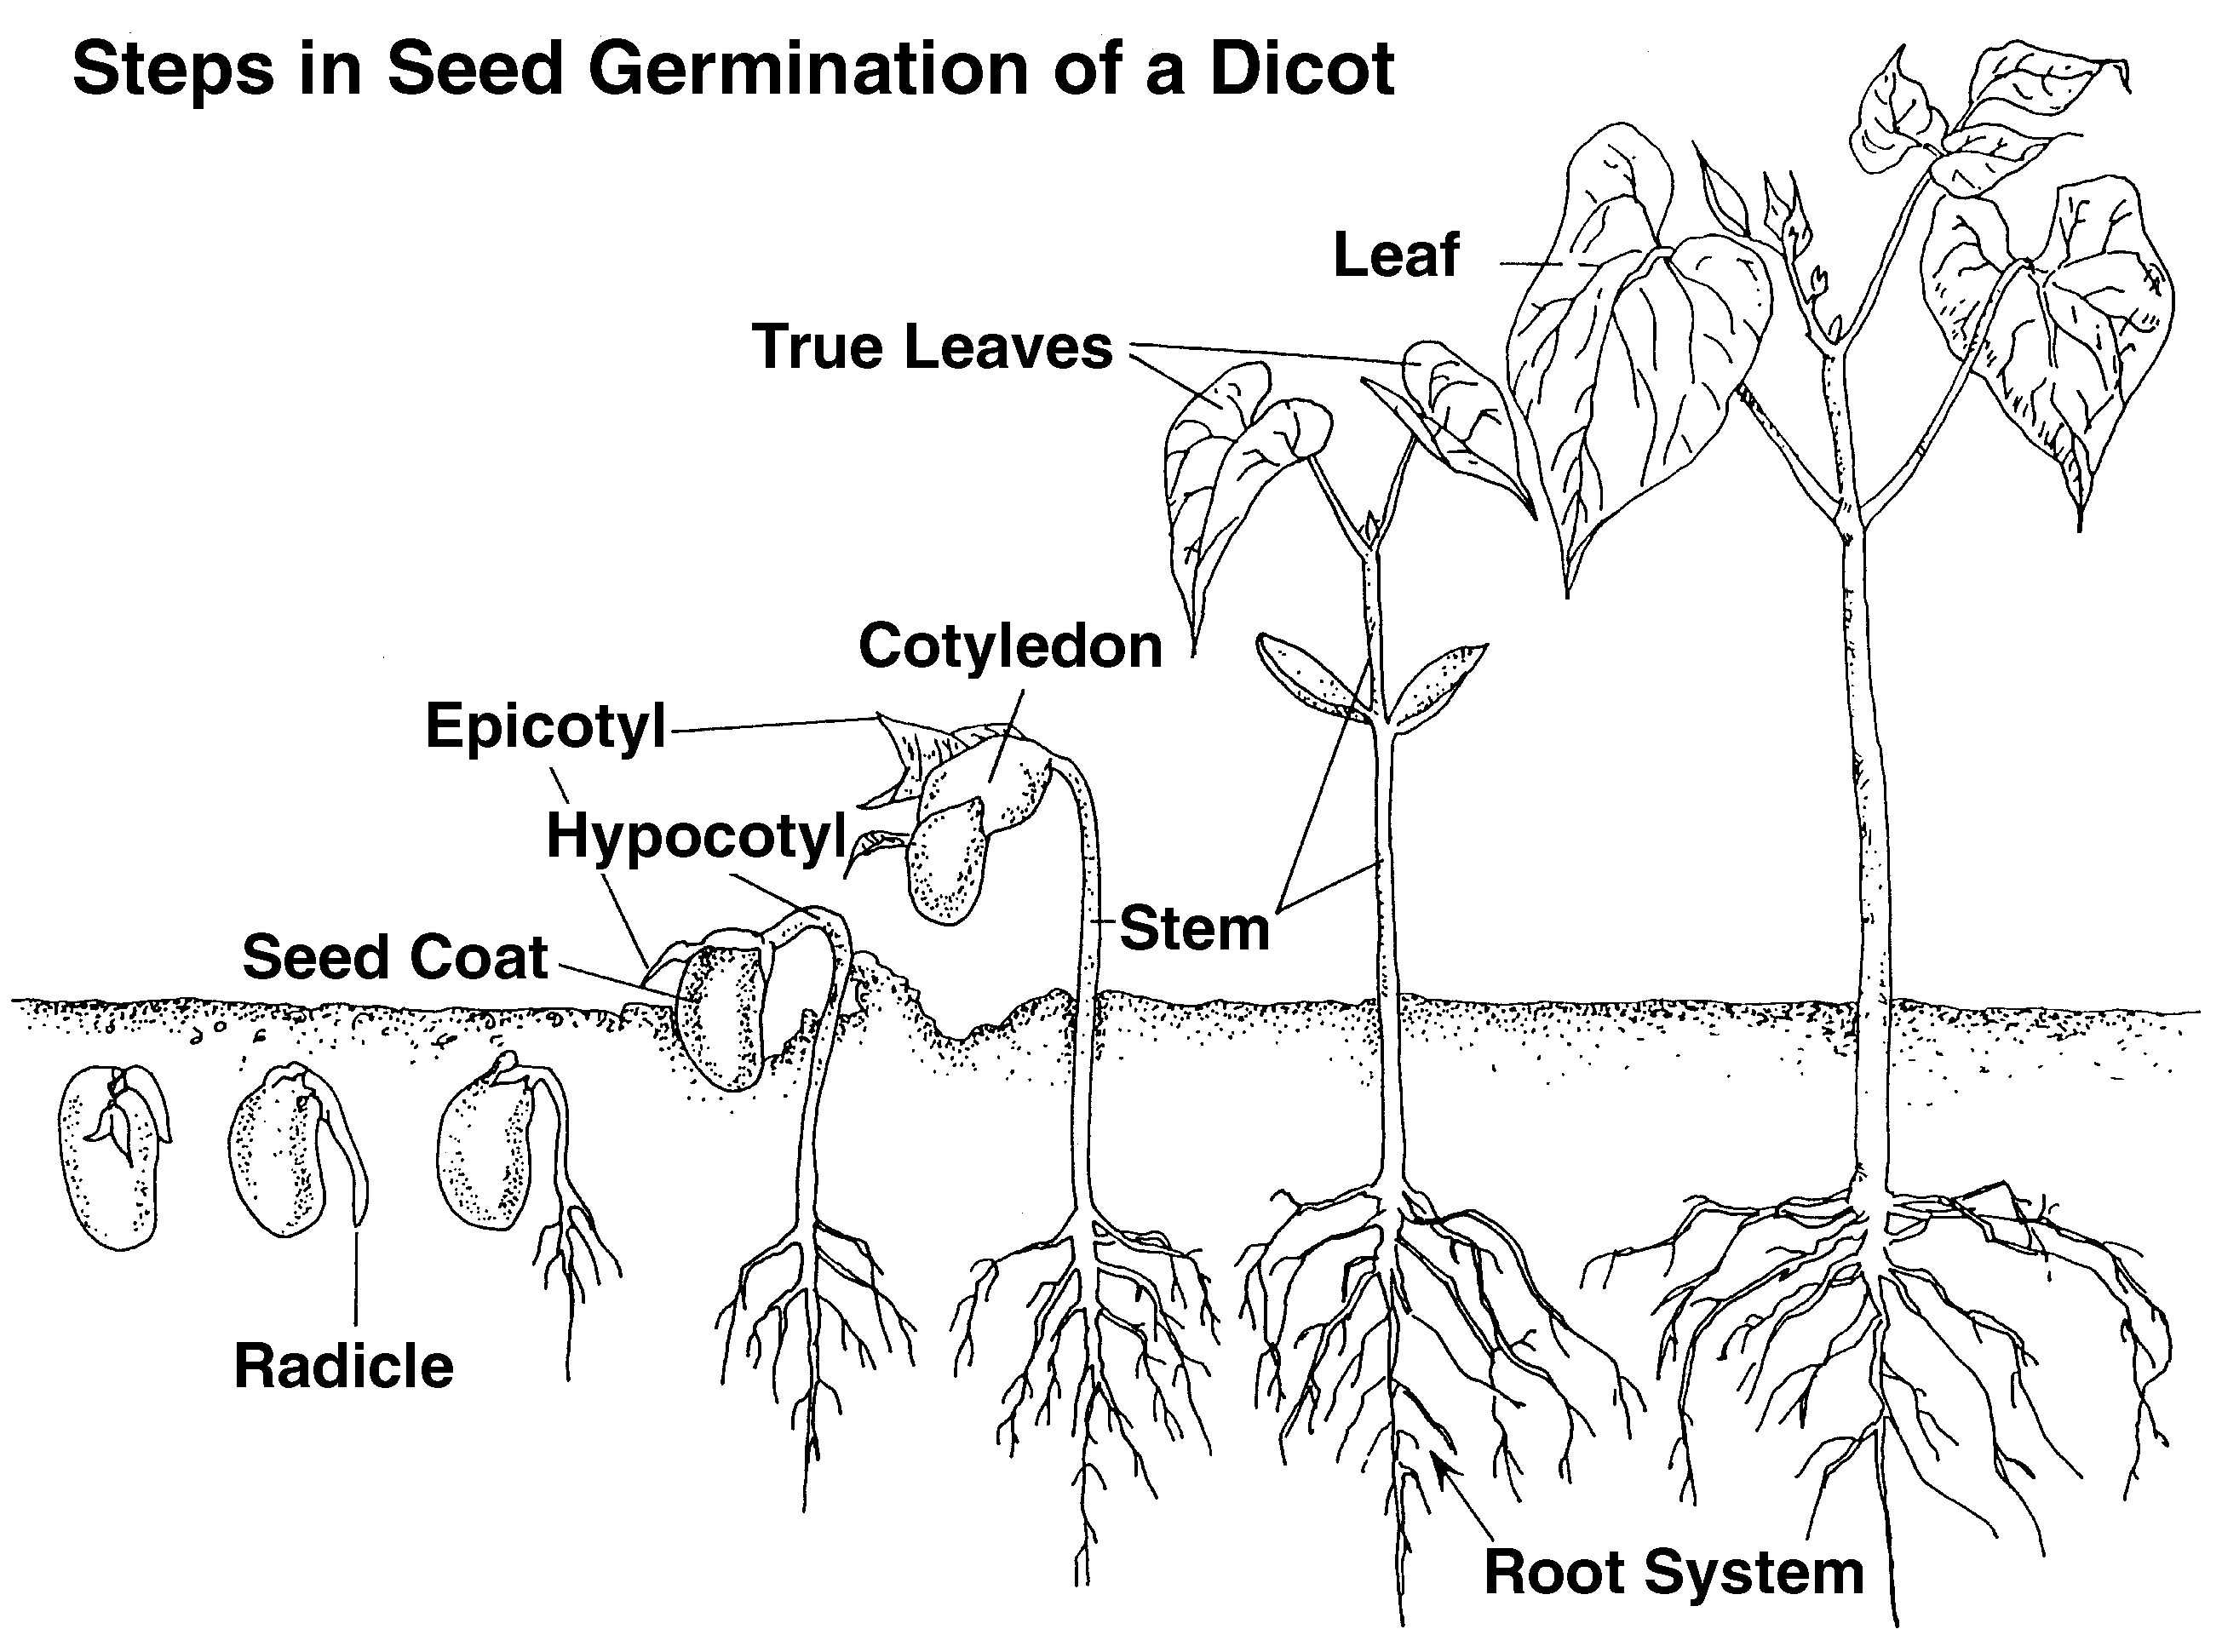 Steps in Seed Germination of a Dicot
Leaf
True Leaves
Cotyledon
Epicotyl
Hypocotyl
Stem
Seed Coat
Radicle
Root System